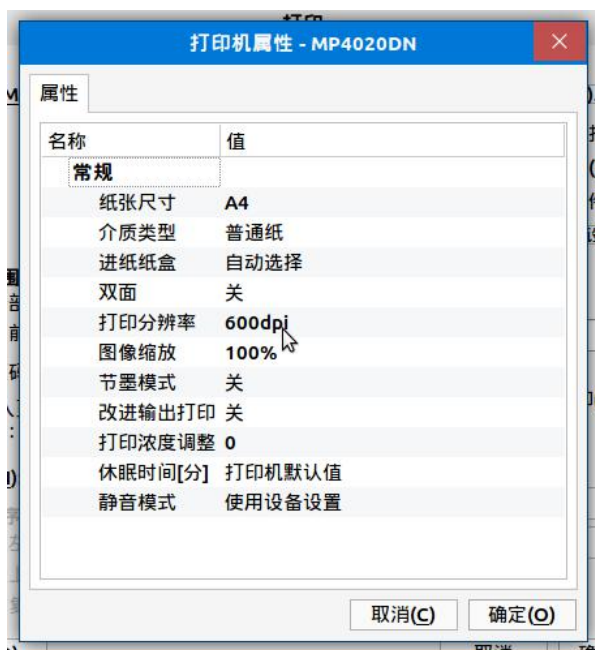 打印
打印机属性 - MP4020DN
属性
名称 值
常规
纸张尺寸 A4
介质类型 普通纸
进纸纸盒 自动选择
双面 关
打印分辨率 600dpi
图像缩放 100%
节墨模式 关
改进输出打印 关
打印浓度调整 0
休眠时间[分] 打印机默认值
静音模式 使用设备设置
取消(C) 确定(O)